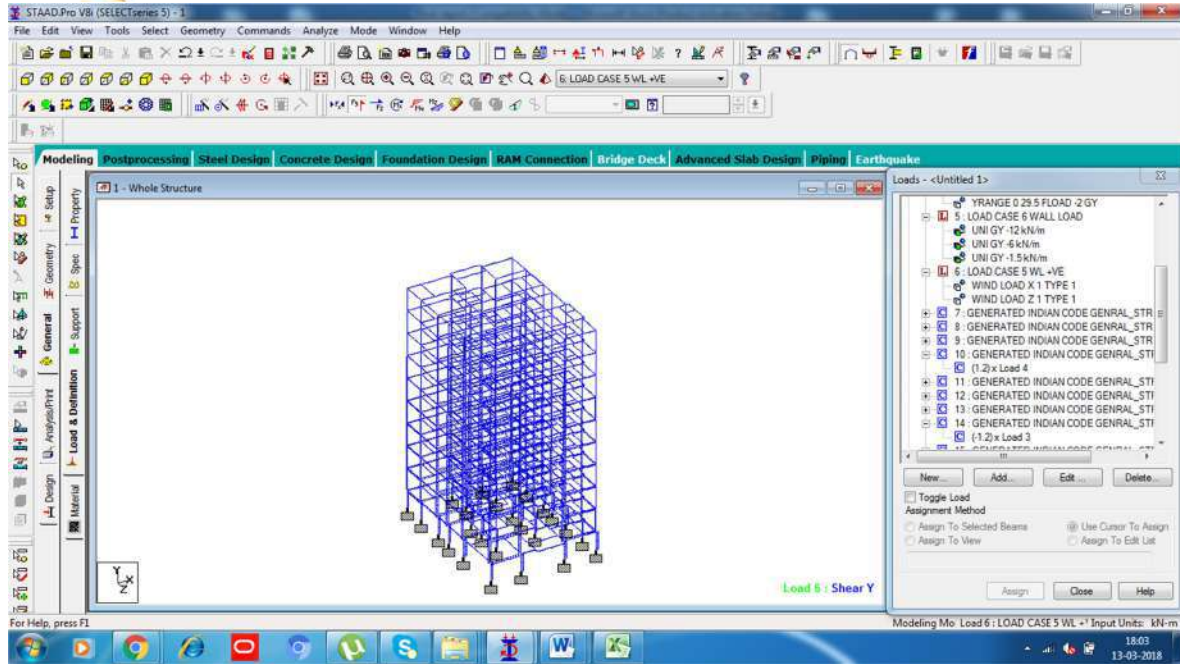 STAAD.Pro V8i (SELECTseries 5) - 1
File Edit View Tools Select Geometry Commands Analyze Mode Window Help
6: LOAD CASE 5 WL +VE
Modeling Postprocessing Steel Design Concrete Design Foundation Design RAM Connection Bridge Deck Advanced Slab Design Piping Earthquake
Setup
Geometry
General
Analysis/Print
Design
Property
Spec
Support
Load & Definition
Material
1 - Whole Structure
Y
X
Z
Load 6 : Shear Y
Loads - <Untitled 1>
YRANGE 0 29.5 FLOAD -2 GY
5 : LOAD CASE 6 WALL LOAD
UNI GY -12 kN/m
UNI GY -6 kN/m
UNI GY -1.5 kN/m
6 : LOAD CASE 5 WL +VE
WIND LOAD X 1 TYPE 1
WIND LOAD Z 1 TYPE 1
7 : GENERATED INDIAN CODE GENRAL_STR
8 : GENERATED INDIAN CODE GENRAL_STR
9 : GENERATED INDIAN CODE GENRAL_STR
10 : GENERATED INDIAN CODE GENRAL_STF
(1.2) x Load 4
11 : GENERATED INDIAN CODE GENRAL_STF
12 : GENERATED INDIAN CODE GENRAL_STF
13 : GENERATED INDIAN CODE GENRAL_STF
14 : GENERATED INDIAN CODE GENRAL_STF
(-1.2) x Load 3
New... Add... Edit ... Delete...
Toggle Load
Assignment Method
Assign To Selected Beams Use Cursor To Assign
Assign To View Assign To Edit List
Assign Close Help
For Help, press F1
Modeling Mo Load 6 : LOAD CASE 5 WL + Input Units: kN-m
18:03
13-03-2018